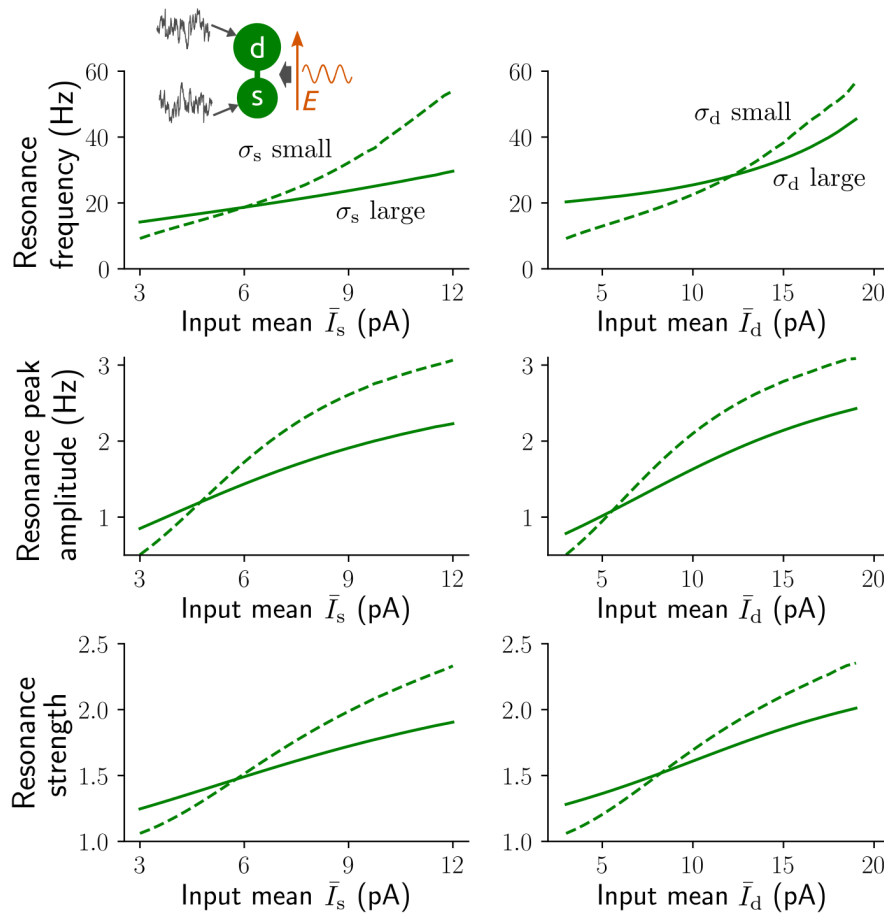 d
s
E
Resonance
frequency (Hz)
60
40
20
0
σs small
σs large
3 6 9 12
Input mean Īs (pA)
60
40
20
0
σd small
σd large
5 10 15 20
Input mean Īd (pA)
Resonance peak
amplitude (Hz)
3
2
1
3 6 9 12
Input mean Īs (pA)
3
2
1
5 10 15 20
Input mean Īd (pA)
Resonance
strength
2.5
2.0
1.5
1.0
3 6 9 12
Input mean Īs (pA)
2.5
2.0
1.5
1.0
5 10 15 20
Input mean Īd (pA)